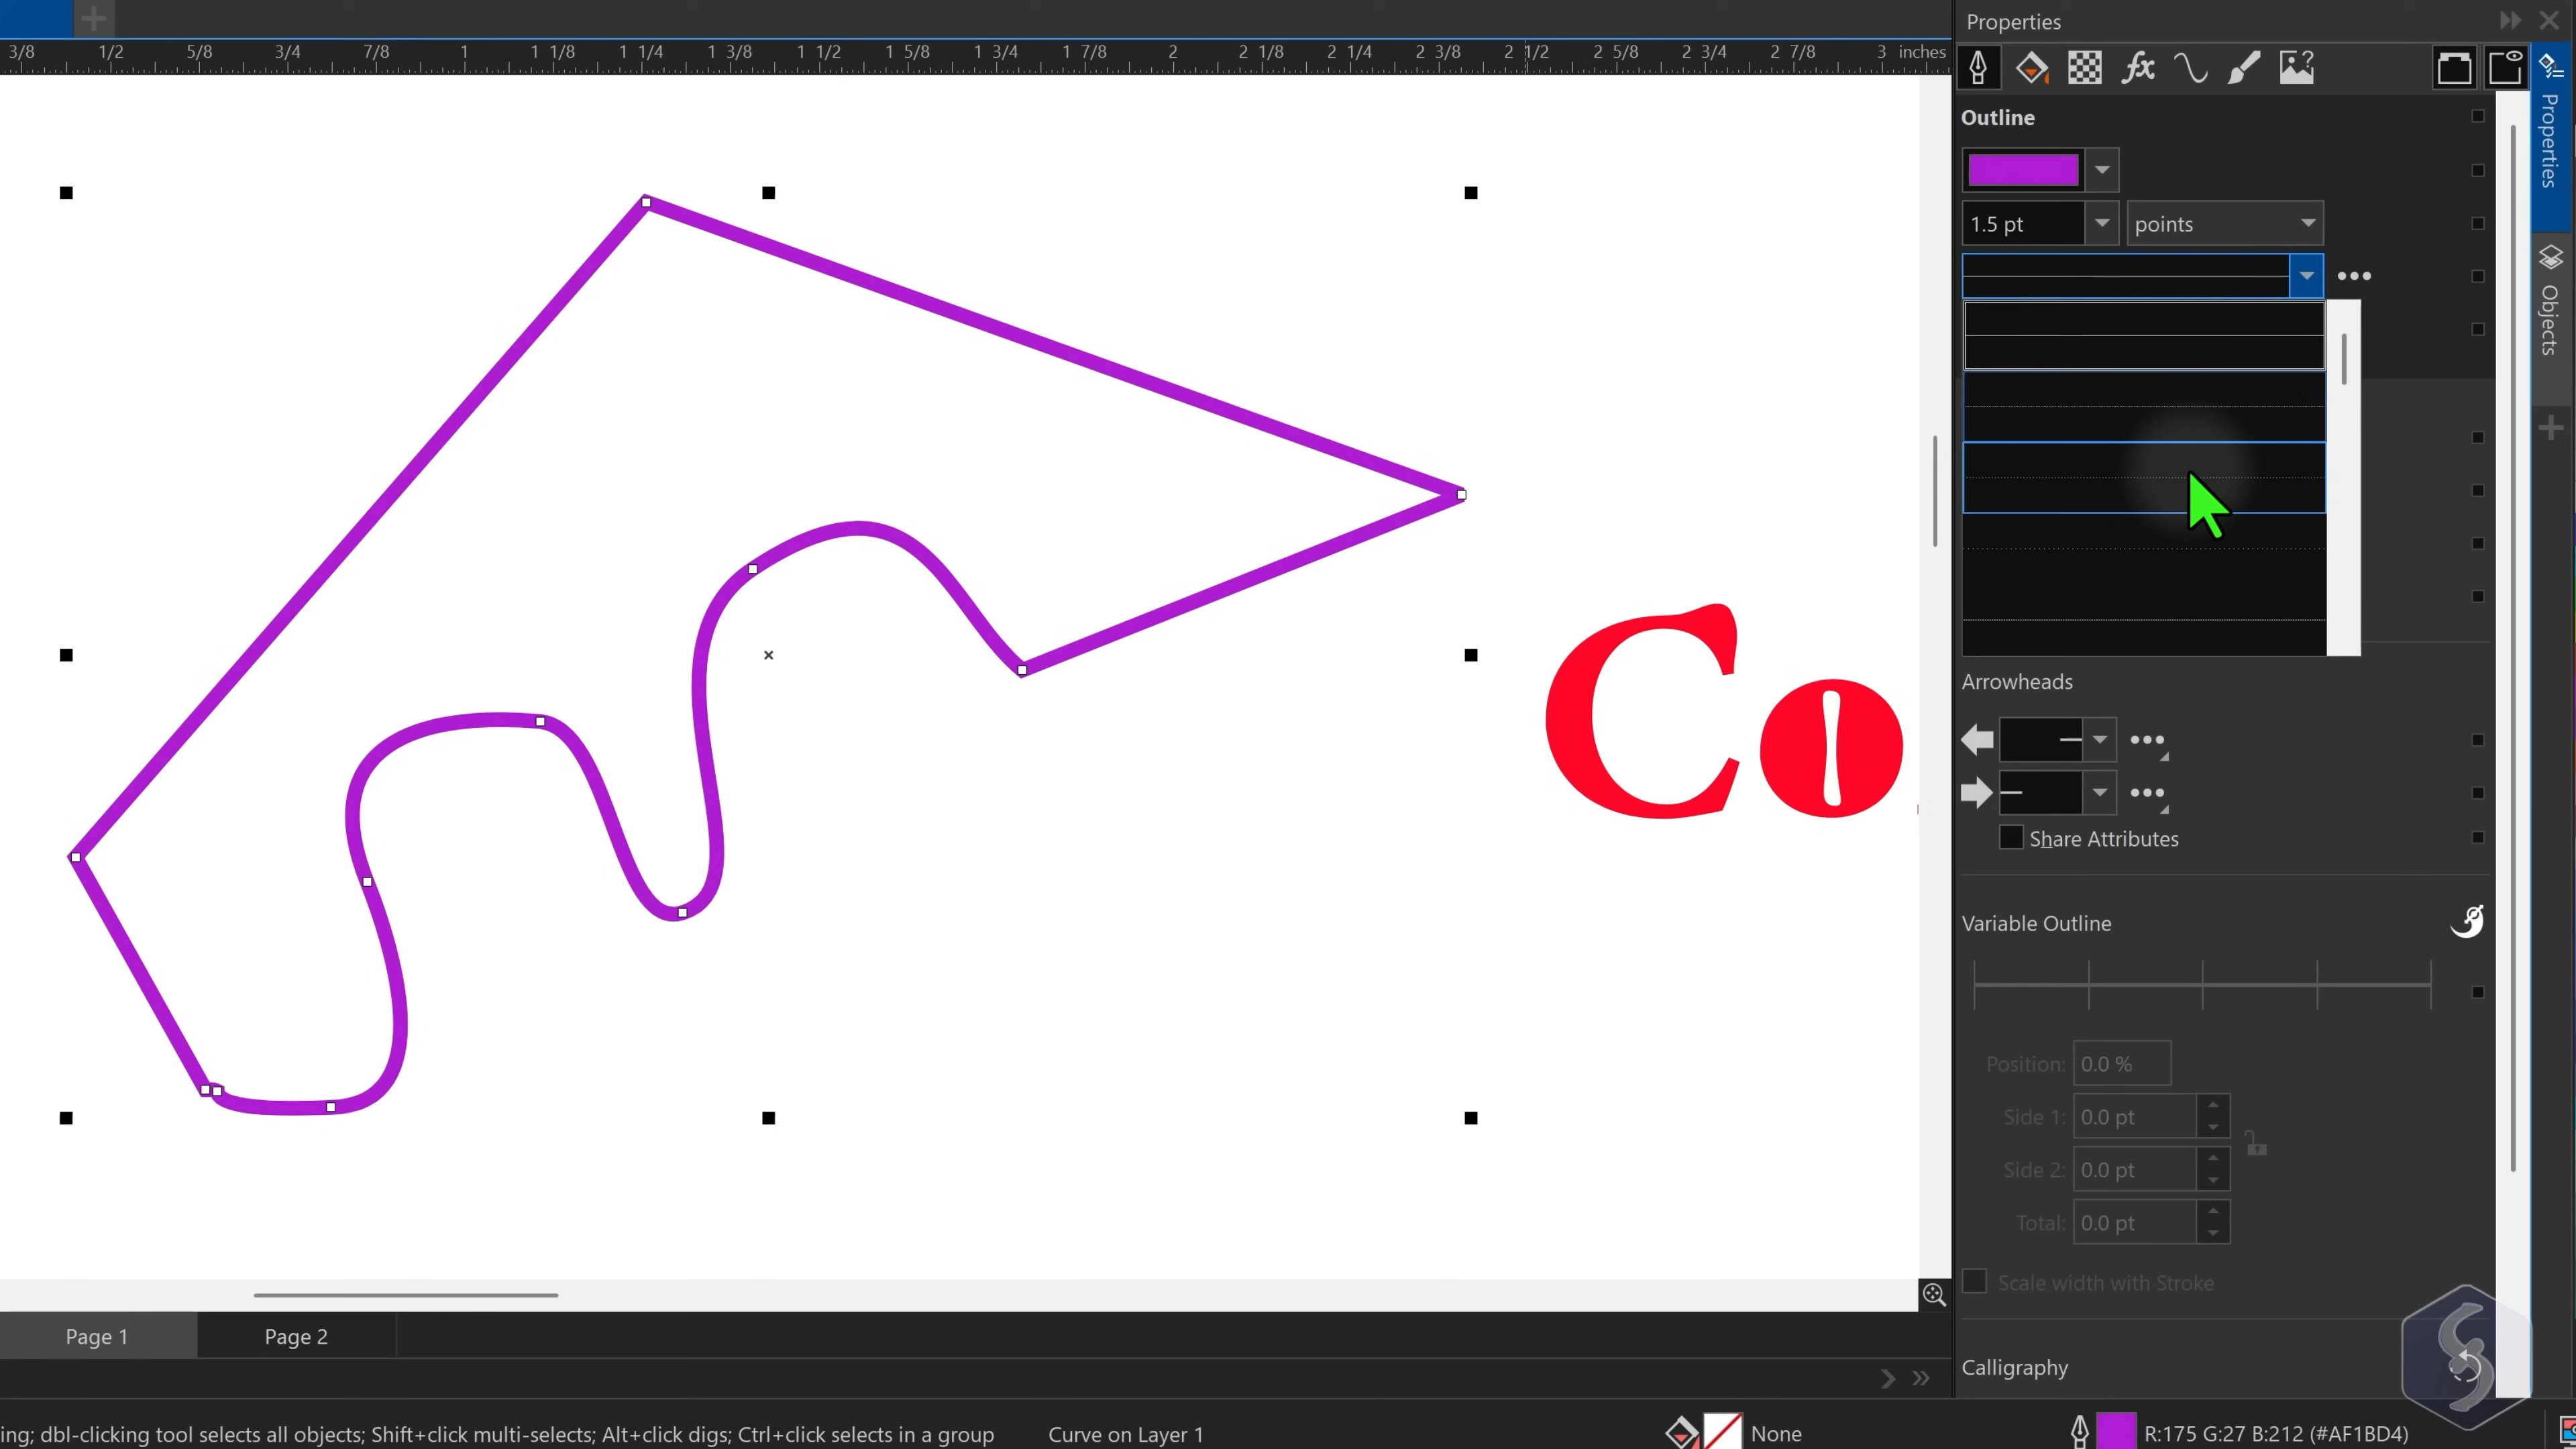 Properties
3/8 1/2 5/8 3/4 7/8 1 1 1/8 1 1/4 1 3/8 1 1/2 1 5/8 1 3/4 1 7/8 2 2 1/8 2 1/4 2 3/8 2 1/2 2 5/8 2 3/4 2 7/8 3 inches
Properties
Objects
Outline
1.5 pt points
Co
Arrowheads
Share Attributes
Variable Outline
Position: 0.0 %
Side 1: 0.0 pt
Side 2: 0.0 pt
Total: 0.0 pt
Scale width with Stroke
Calligraphy
Page 1 Page 2
ing; dbl-clicking tool selects all objects; Shift+click multi-selects; Alt+click digs; Ctrl+click selects in a group Curve on Layer 1 None R:175 G:27 B:212 (#AF1BD4)